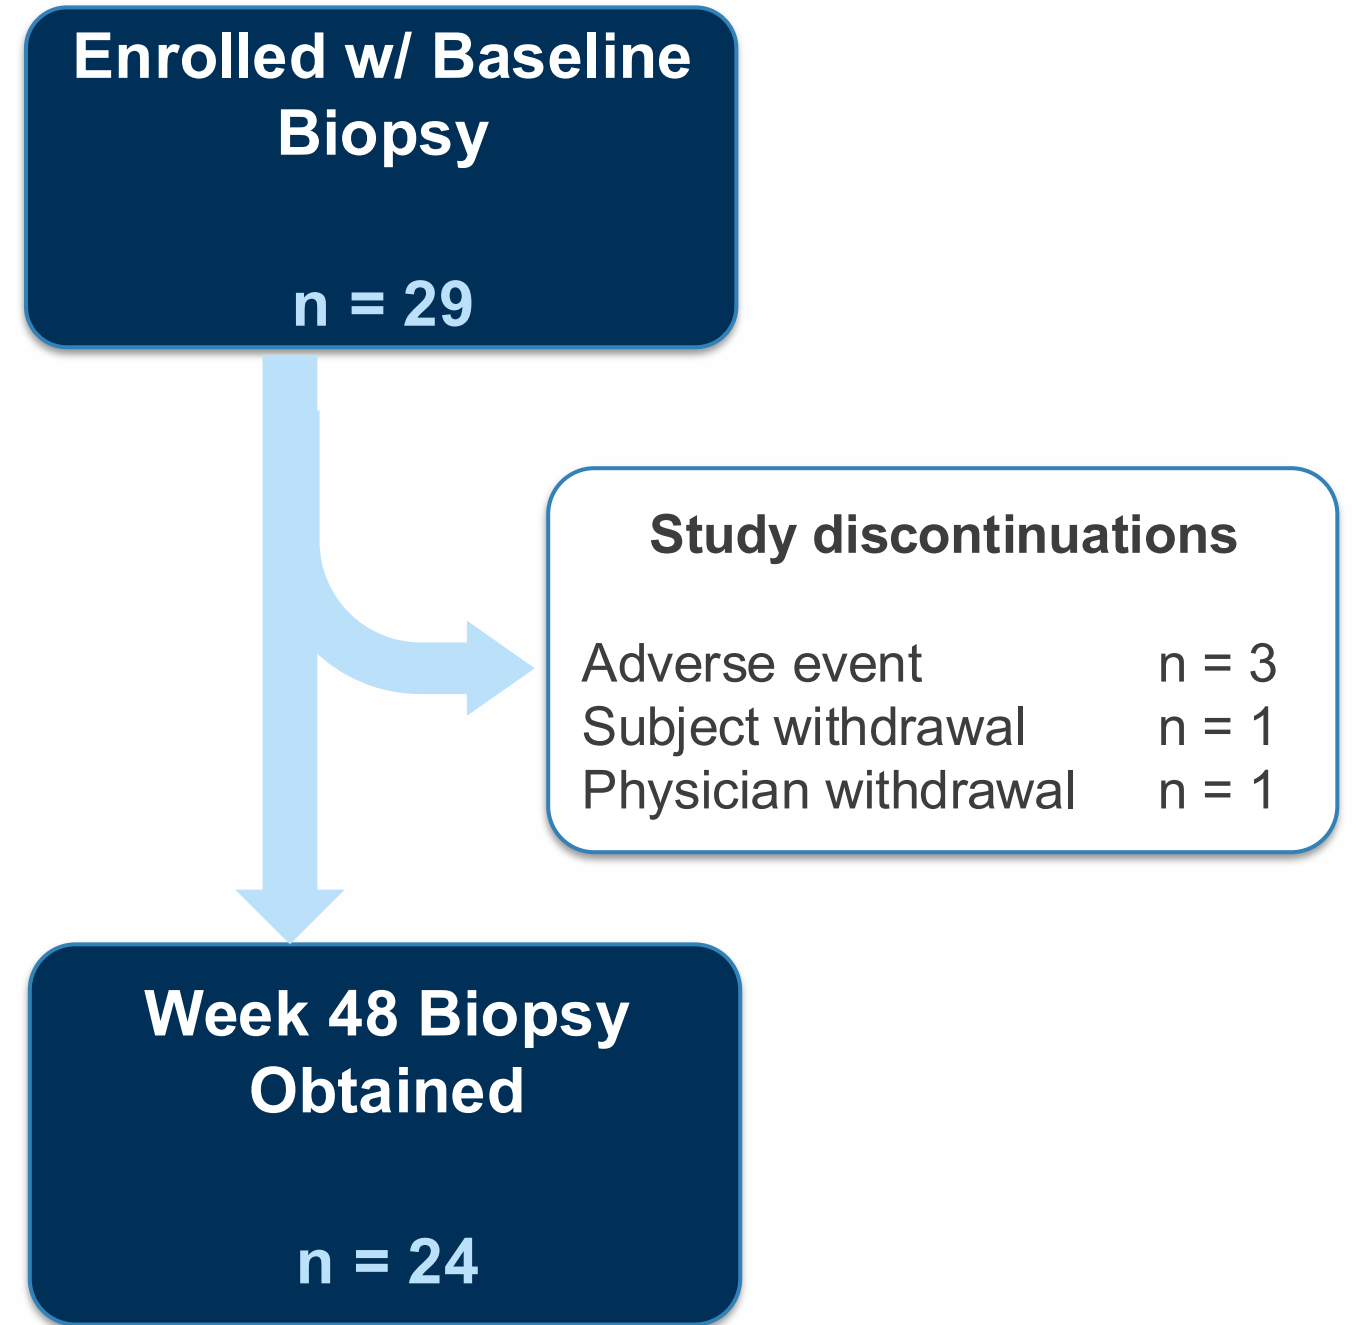 Enrolled w/ Baseline
Biopsy
n = 29
Study discontinuations
Adverse event n = 3
Subject withdrawal n = 1
Physician withdrawal n = 1
Week 48 Biopsy
Obtained
n = 24